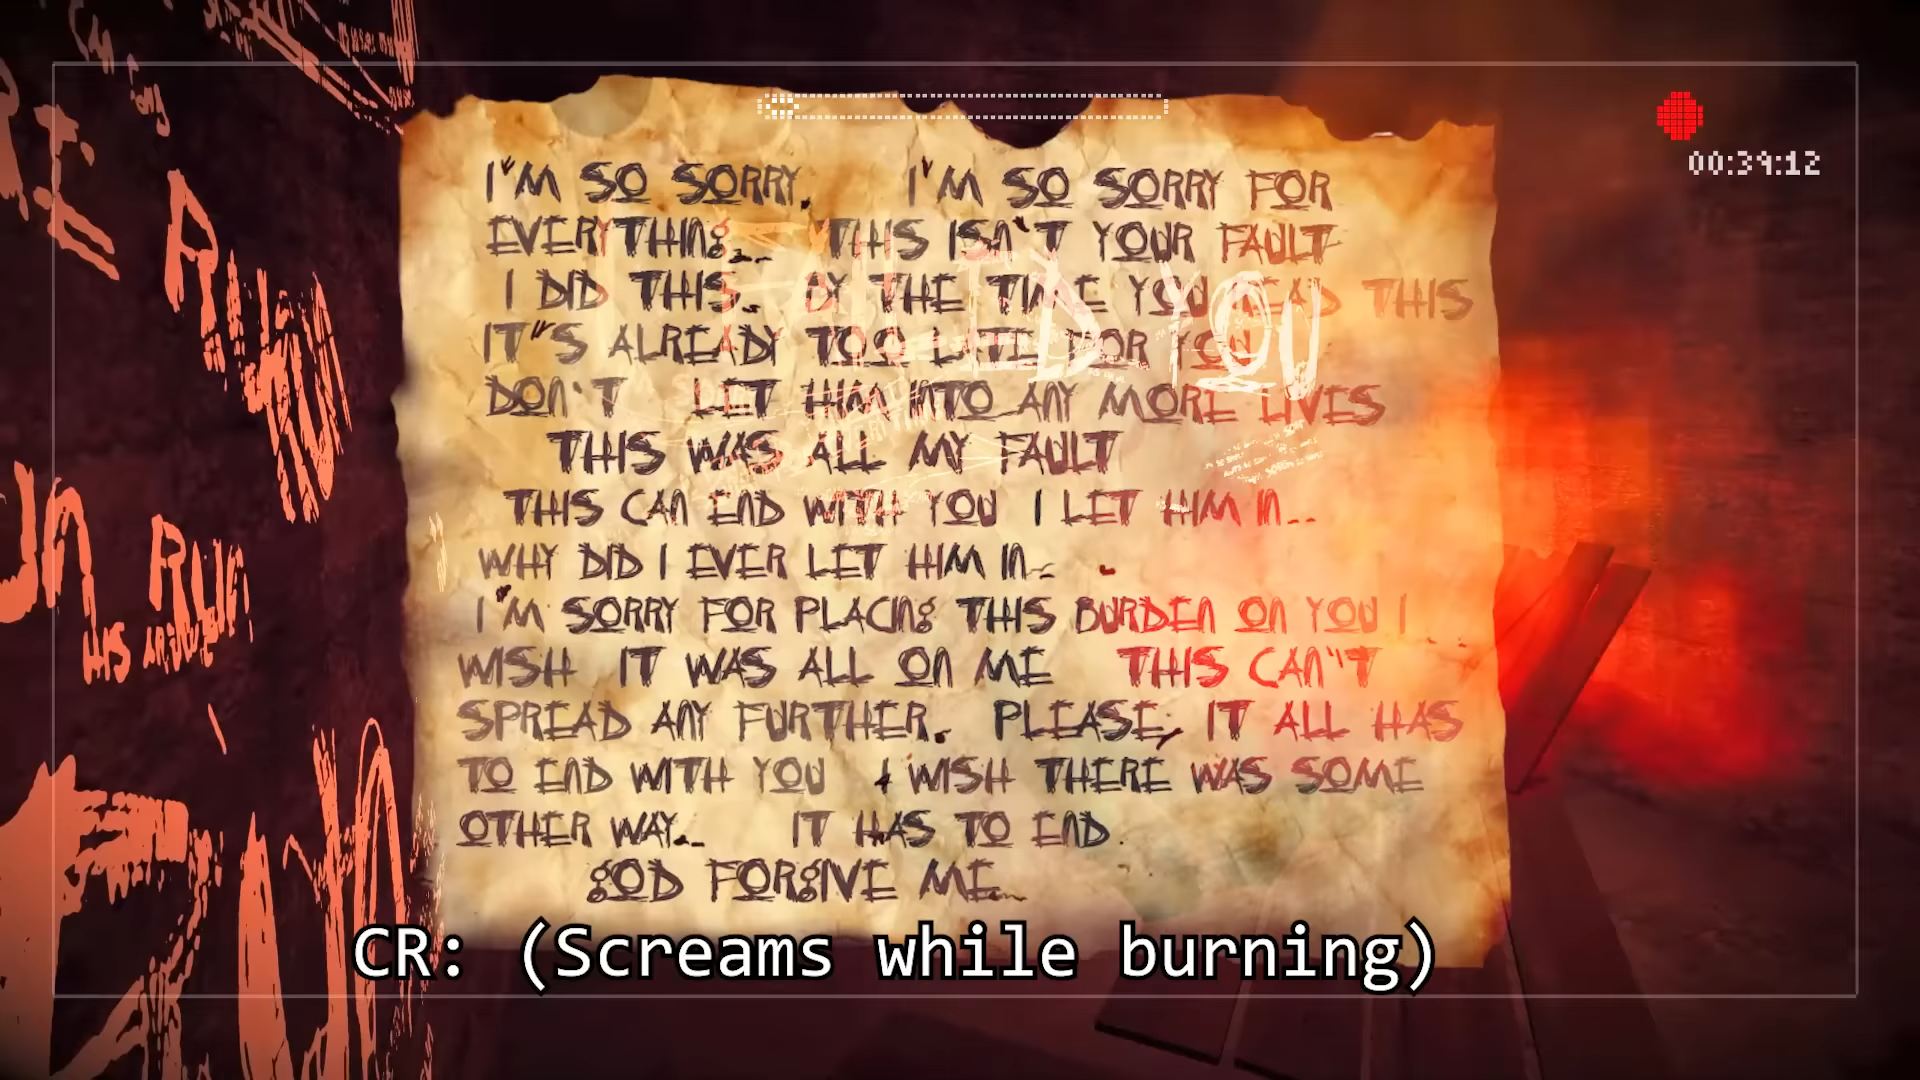 00:39:12
I'M SO SORRY. I'M SO SORRY FOR
EVERYTHING... THIS ISN'T YOUR FAULT
I DID THIS.. BY THE TIME YOU READ THIS
IT"S ALREADY TOO LATE FOR YOU
DON'T LET HIM INTO ANY MORE LIVES
THIS WAS ALL MY FAULT
THIS CAN END WITH YOU I LET HIM IN...
WHY DID I EVER LET HIM IN..
I'M SORRY FOR PLACING THIS BURDEN ON YOU I
WISH IT WAS ALL ON ME THIS CAN'T
SPREAD ANY FURTHER. PLEASE, IT ALL HAS
TO END WITH YOU I WISH THERE WAS SOME
OTHER WAY... IT HAS TO END.
GOD FORGIVE ME...
RUN
RUN
RUN
CR: (Screams while burning)